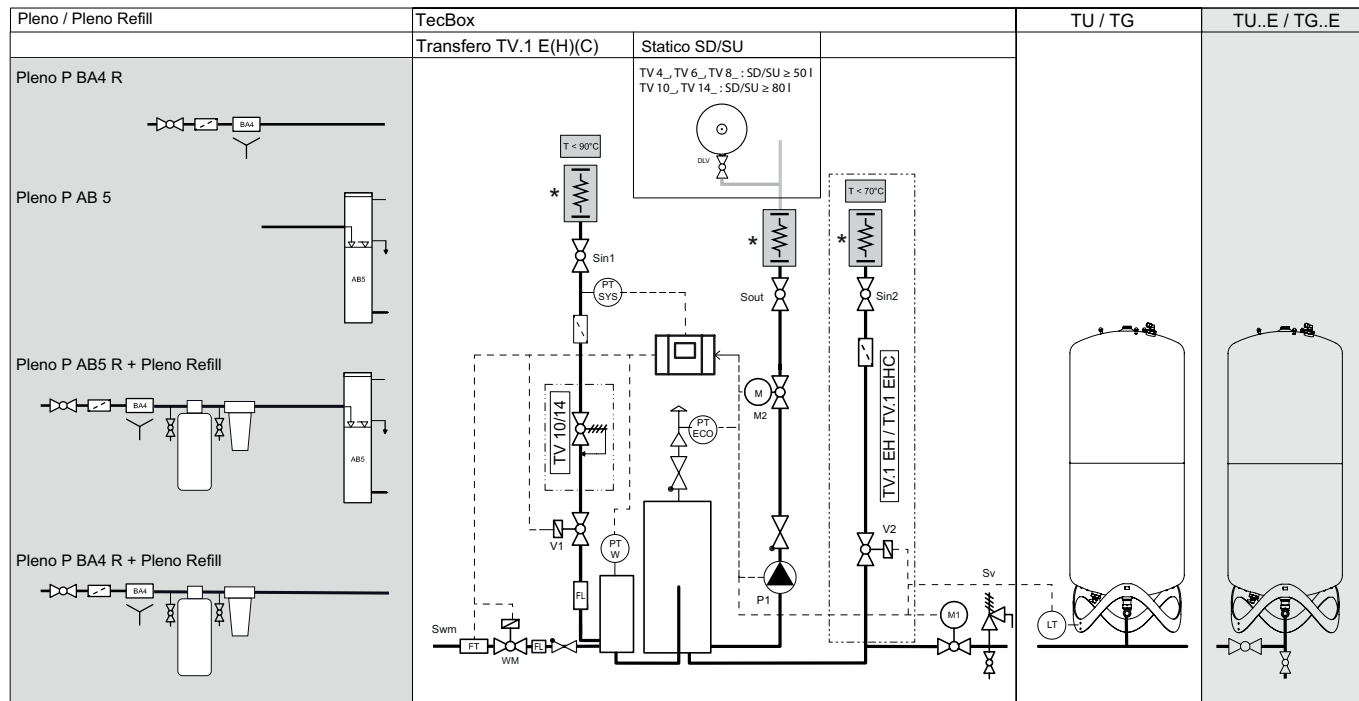 Pleno / Pleno Refill
TecBox
TU / TG
TU..E / TG..E
Transfero TV.1 E(H)(C)
Statico SD/SU
Pleno P BA4 R
BA4
Pleno P AB 5
AB5
Pleno P AB5 R + Pleno Refill
BA4
AB5
Pleno P BA4 R + Pleno Refill
BA4
TV 4_, TV 6_, TV 8_ : SD/SU ≥ 50 l
TV 10_, TV 14_ : SD/SU ≥ 80 l
DLV
T < 90°C
*
Sin1
PT
SYS
TV 10/14
V1
PT
W
FL
Swm
FT
WM
FL
PT
ECO
*
Sout
M
M2
P1
T < 70°C
*
Sin2
TV.1 EH / TV.1 EHC
V2
M1
Sv
LT